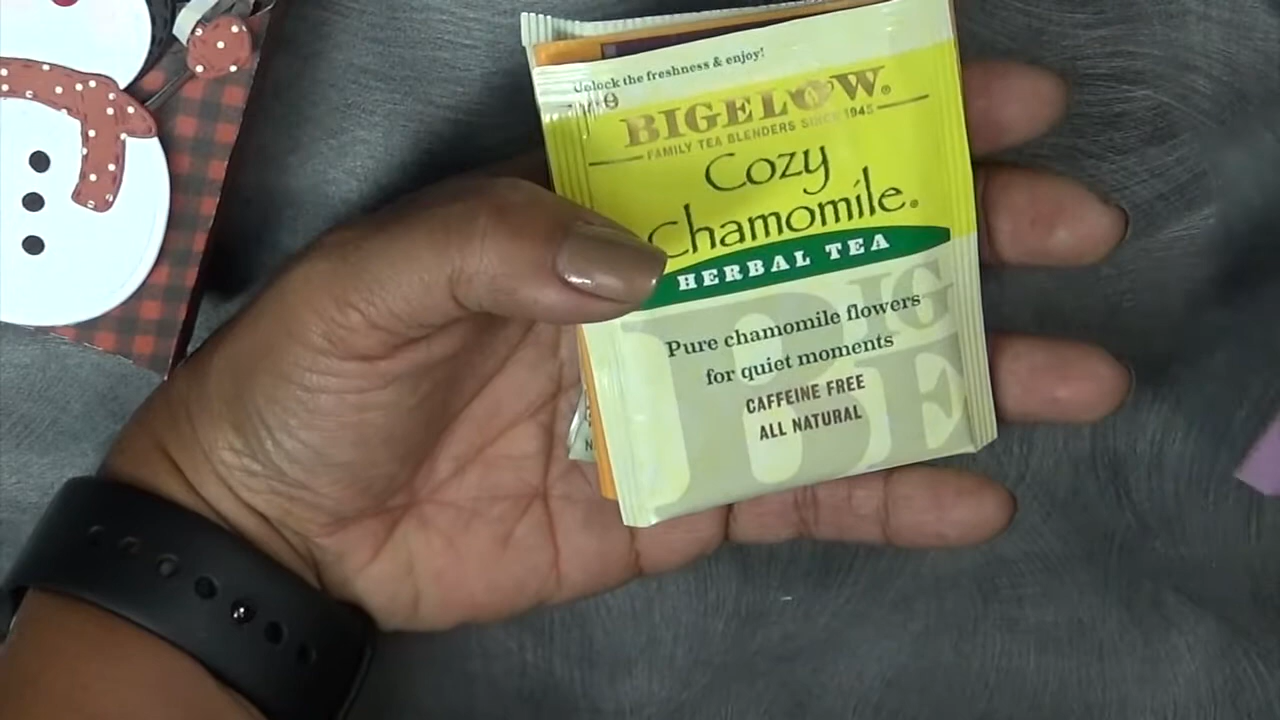 Unlock the freshness & enjoy!
BIGELOW®
FAMILY TEA BLENDERS SINCE 1945
Cozy
Chamomile®
HERBAL TEA
BIG
E
Pure chamomile flowers
for quiet moments
CAFFEINE FREE
ALL NATURAL